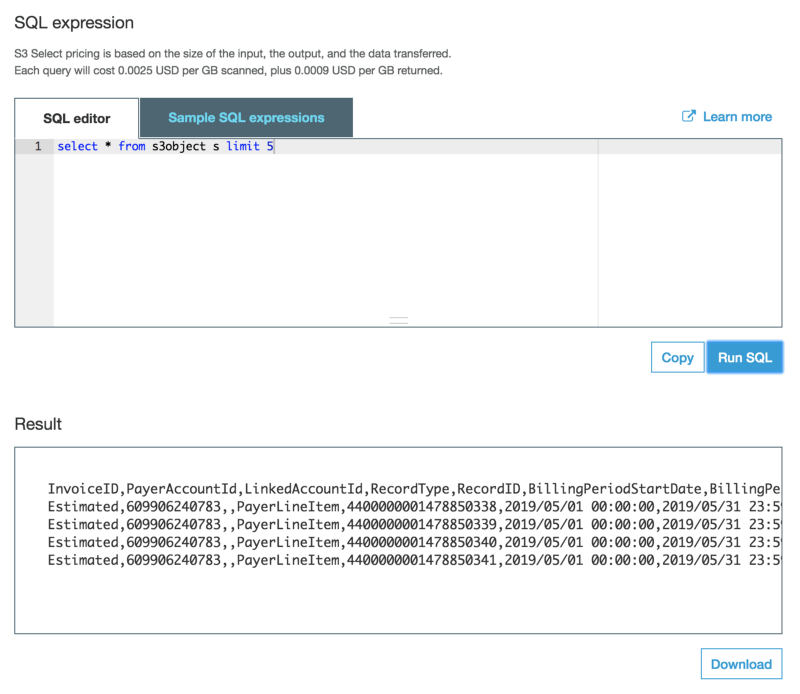 SQL expression
S3 Select pricing is based on the size of the input, the output, and the data transferred.
Each query will cost 0.0025 USD per GB scanned, plus 0.0009 USD per GB returned.
SQL editor
Sample SQL expressions
Learn more
1 select * from s3object s limit 5
Copy
Run SQL
Result
InvoiceID,PayerAccountId,LinkedAccountId,RecordType,RecordID,BillingPeriodStartDate,BillingPe
Estimated,609906240783,,PayerLineItem,4400000001478850338,2019/05/01 00:00:00,2019/05/31 23:5
Estimated,609906240783,,PayerLineItem,4400000001478850339,2019/05/01 00:00:00,2019/05/31 23:5
Estimated,609906240783,,PayerLineItem,4400000001478850340,2019/05/01 00:00:00,2019/05/31 23:5
Estimated,609906240783,,PayerLineItem,4400000001478850341,2019/05/01 00:00:00,2019/05/31 23:5
Download